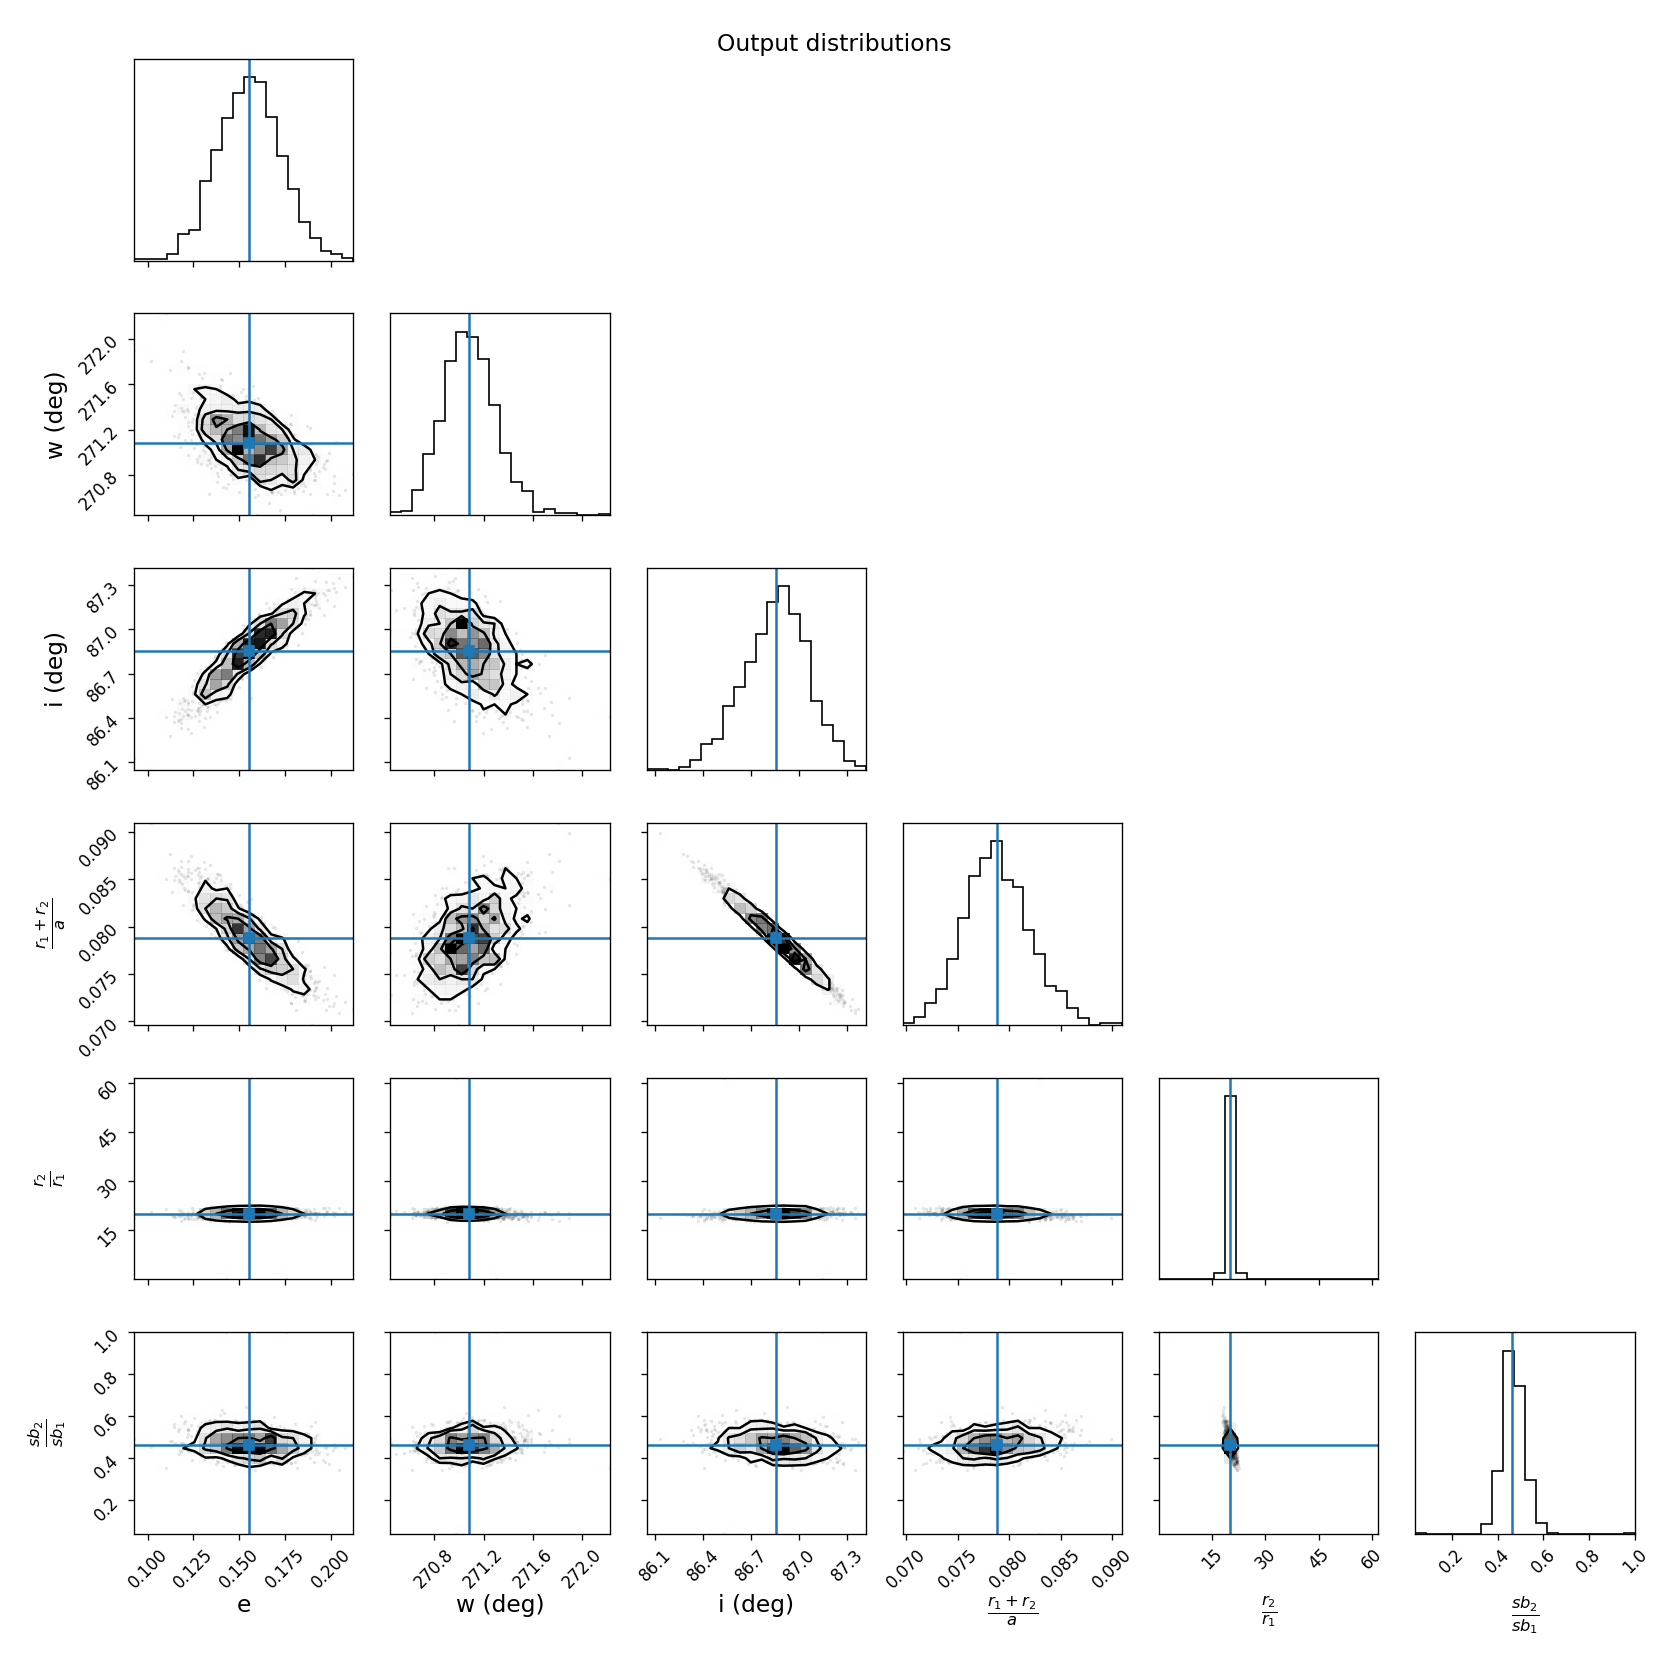 Output distributions
w (deg)
272.0
271.6
271.2
270.8
i (deg)
87.3
87.0
86.7
86.4
86.1
r1 + r2
a
0.090
0.085
0.080
0.075
0.070
r2
r1
60
45
30
15
sb2
sb1
1.0
0.8
0.6
0.4
0.2
0.100 0.125 0.150 0.175 0.200
270.8 271.2 271.6 272.0
86.1 86.4 86.7 87.0 87.3
0.070 0.075 0.080 0.085 0.090
15 30 45 60
0.2 0.4 0.6 0.8 1.0
e
w (deg)
i (deg)
r1 + r2
a
r2
r1
sb2
sb1